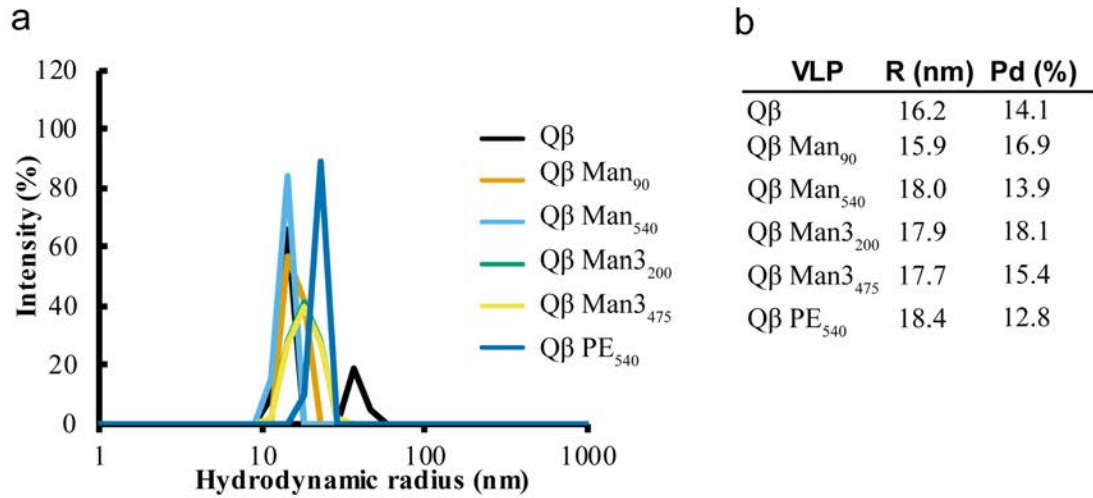 a
120
100
80
60
40
20
0
Intensity (%)
1 10 100 1000
Hydrodynamic radius (nm)
Qβ
Qβ Man₉₀
Qβ Man₅₄₀
Qβ Man3₂₀₀
Qβ Man3₄₇₅
Qβ PE₅₄₀
b
VLP R (nm) Pd (%)
Qβ 16.2 14.1
Qβ Man₉₀ 15.9 16.9
Qβ Man₅₄₀ 18.0 13.9
Qβ Man3₂₀₀ 17.9 18.1
Qβ Man3₄₇₅ 17.7 15.4
Qβ PE₅₄₀ 18.4 12.8